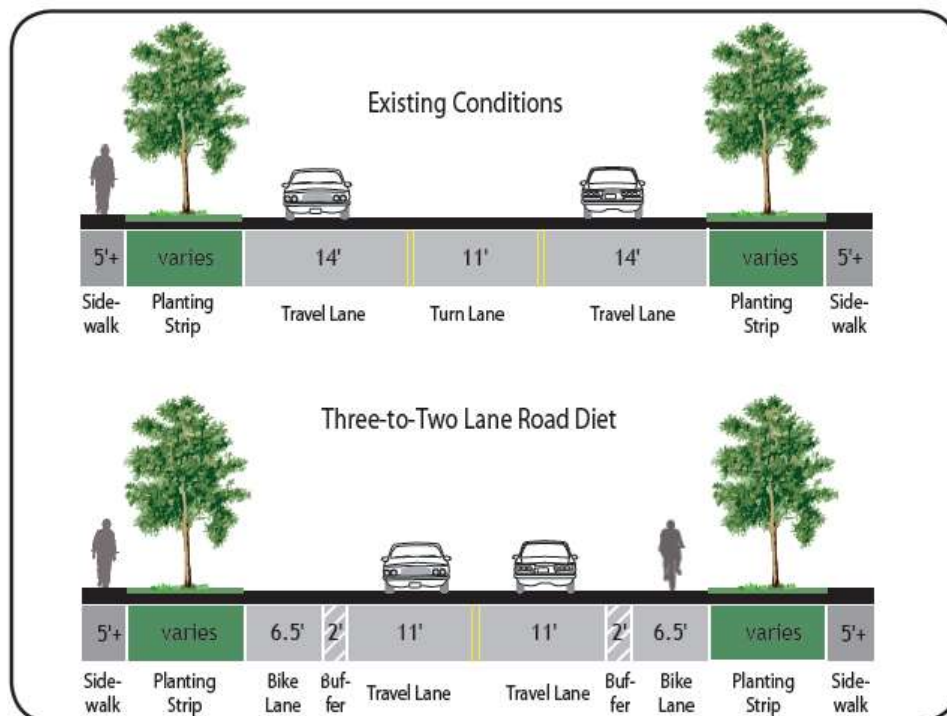 Existing Conditions
5'+ varies 14' 11' 14' varies 5'+
Side-
walk
Planting
Strip
Travel Lane
Turn Lane
Travel Lane
Planting
Strip
Side-
walk
Three-to-Two Lane Road Diet
5'+ varies 6.5' 2' 11' 11' 2' 6.5' varies 5'+
Side-
walk
Planting
Strip
Bike
Lane
Buf-
fer
Travel Lane
Travel Lane
Buf-
fer
Bike
Lane
Planting
Strip
Side-
walk